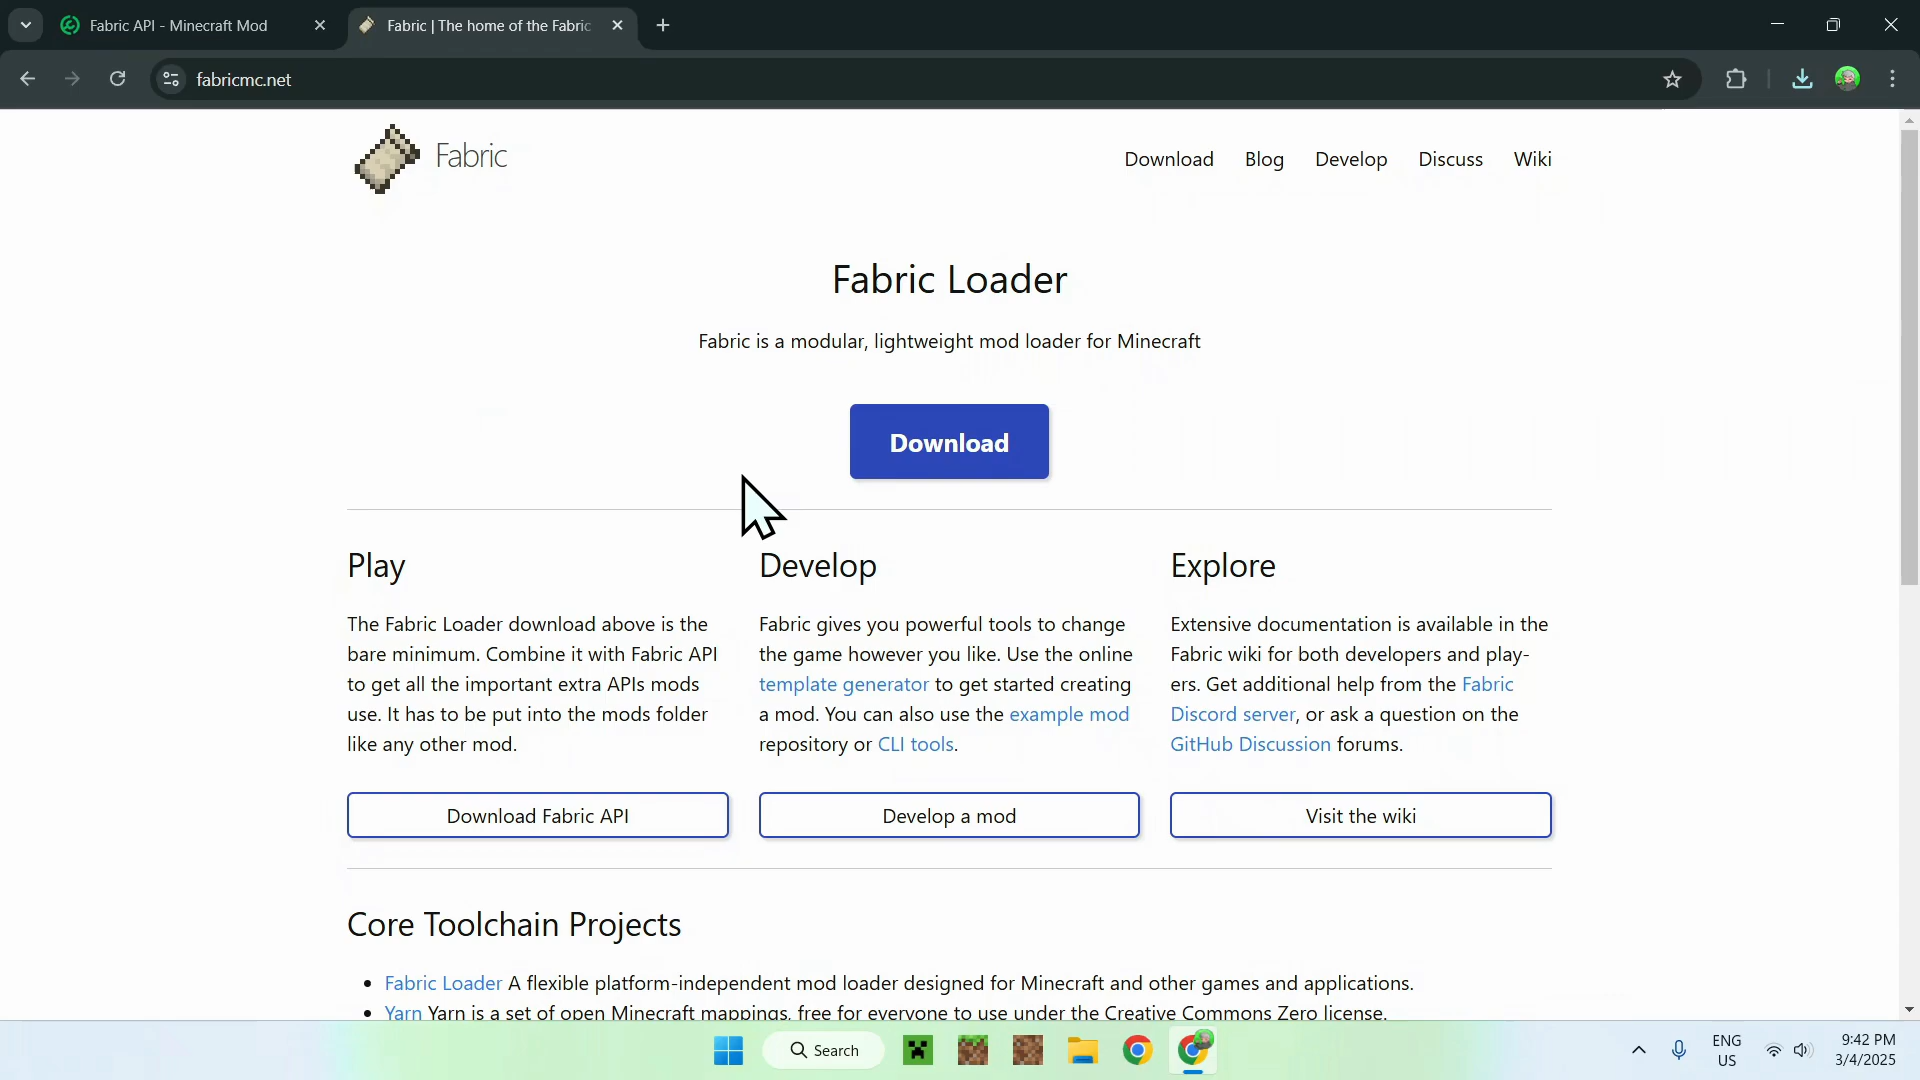 Fabric API - Minecraft Mod
Fabric | The home of the Fabric
fabricmc.net
Fabric
Download
Blog
Develop
Discuss
Wiki
Fabric Loader
Fabric is a modular, lightweight mod loader for Minecraft
Download
Play
The Fabric Loader download above is the
bare minimum. Combine it with Fabric API
to get all the important extra APIs mods
use. It has to be put into the mods folder
like any other mod.
Download Fabric API
Develop
Fabric gives you powerful tools to change
the game however you like. Use the online
template generator to get started creating
a mod. You can also use the example mod
repository or CLI tools.
Develop a mod
Explore
Extensive documentation is available in the
Fabric wiki for both developers and play-
ers. Get additional help from the Fabric
Discord server, or ask a question on the
GitHub Discussion forums.
Visit the wiki
Core Toolchain Projects
Fabric Loader A flexible platform-independent mod loader designed for Minecraft and other games and applications.
Yarn Yarn is a set of open Minecraft mappings, free for everyone to use under the Creative Commons Zero license.
Search
ENG
US
9:42 PM
3/4/2025